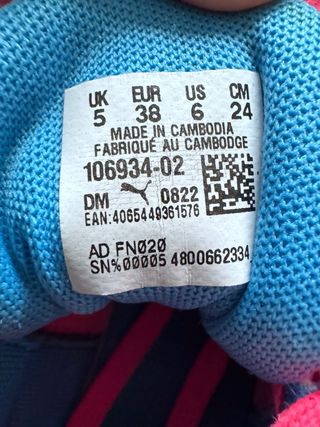 UK EUR US CM
5 38 6 24
MADE IN CAMBODIA
FABRIQUÉ AU CAMBODGE
106934-02
DM 0822
EAN:4065449361576
AD FN020
SN%00005 4800662334